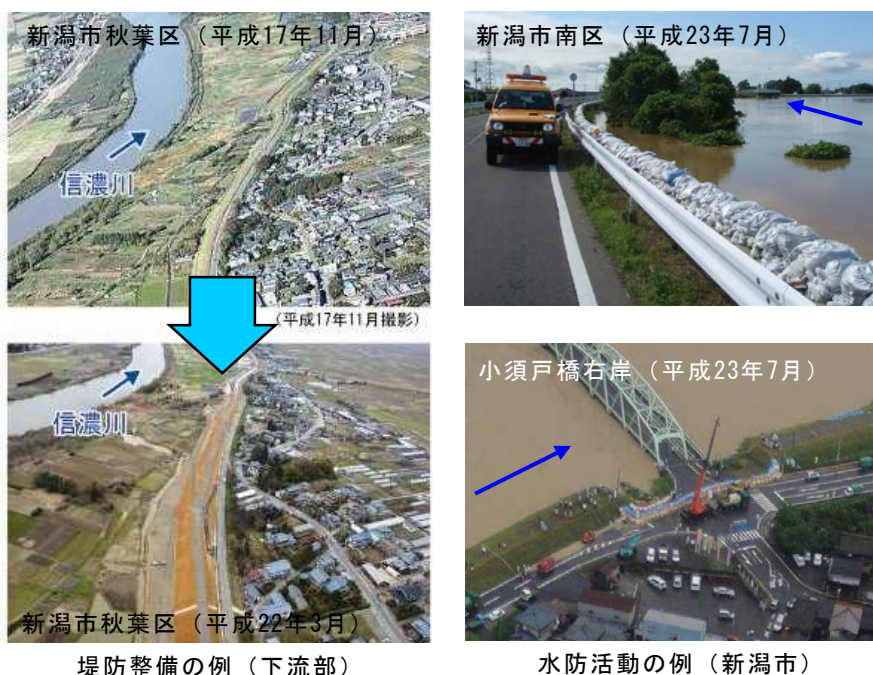 新潟市秋葉区（平成17年11月）
信濃川
(平成17年11月撮影)
信濃川
新潟市秋葉区（平成22年3月）
堤防整備の例（下流部）
新潟市南区（平成23年7月）
小須戸橋右岸（平成23年7月）
水防活動の例（新潟市）